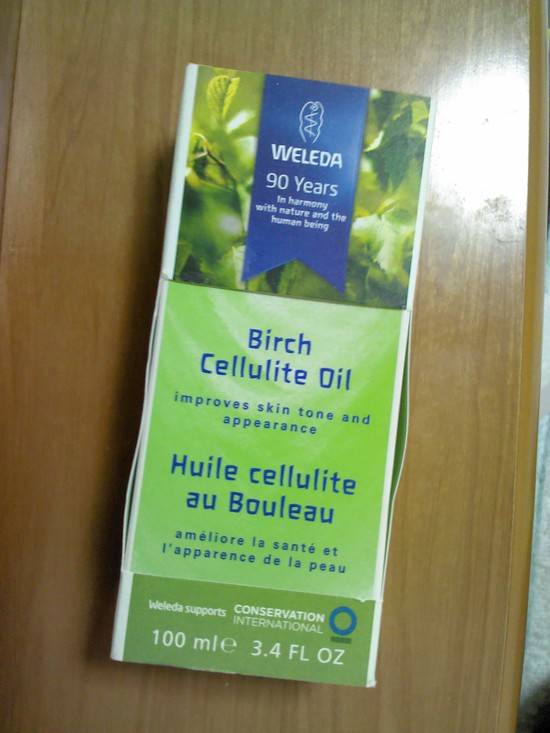 WELEDA
90 Years
In harmony
with nature and the
human being
Birch
Cellulite Oil
improves skin tone and
appearance
Huile cellulite
au Bouleau
améliore la santé et
l'apparence de la peau
Weleda supports CONSERVATION
INTERNATIONAL
100 ml℮ 3.4 FL OZ